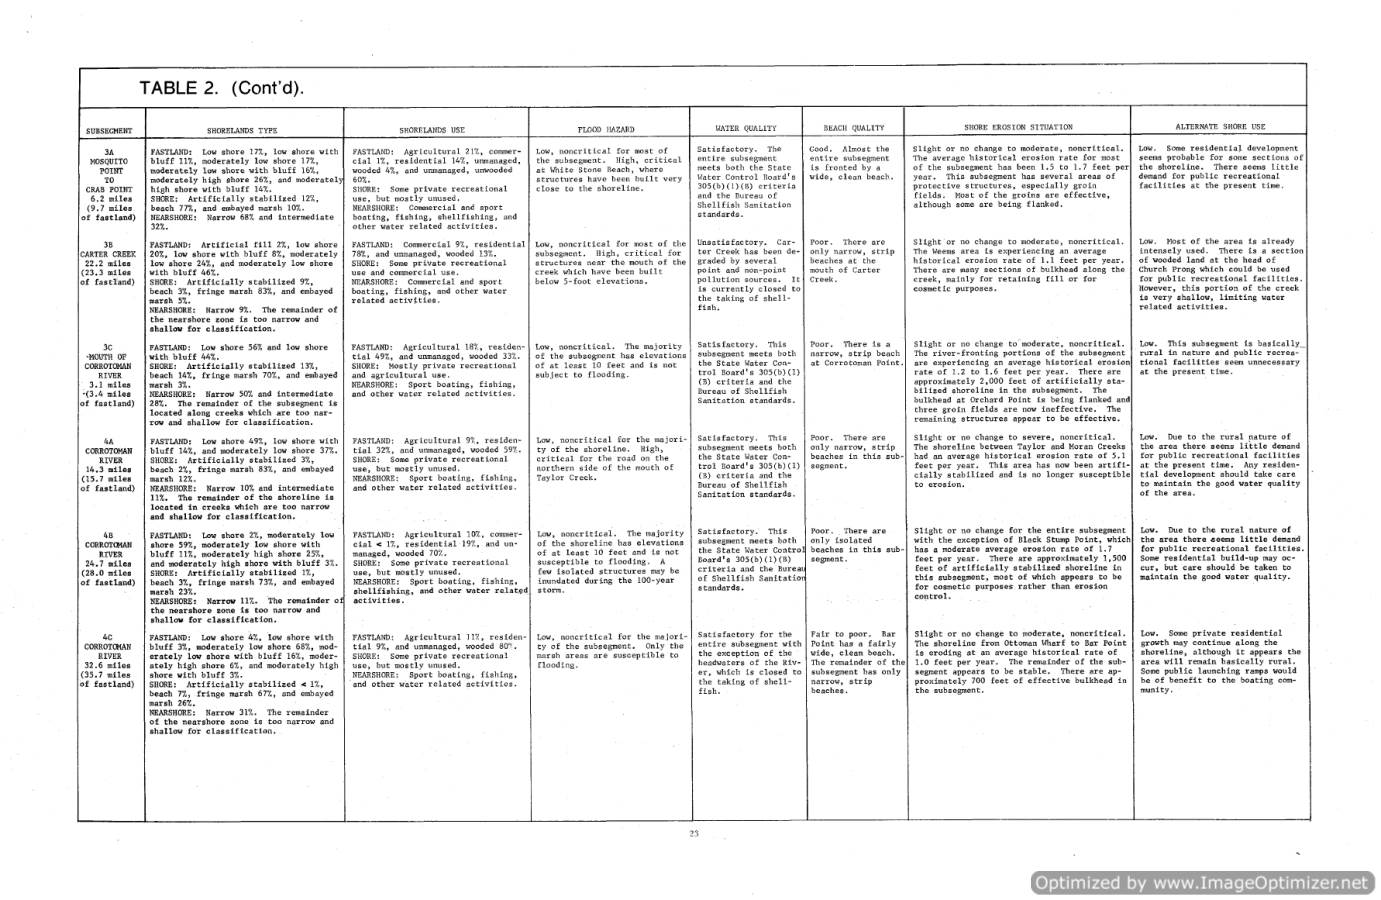 TABLE 2. (Cont'd).
SUBSEGMENT
SHORELANDS TYPE
SHORELANDS USE
FLOOD HAZARD
WATER QUALITY
BEACH QUALITY
SHORE EROSION SITUATION
ALTERNATE SHORE USE
3A
MOSQUITO
POINT
TO
CRAB POINT
6.2 miles
(9.7 miles
of fastland)
FASTLAND: Low shore 17%, low shore with
bluff 11%, moderately low shore 17%,
moderately low shore with bluff 16%,
moderately high shore 26%, and moderately
high shore with bluff 14%.
SHORE: Artificially stabilized 12%,
beach 77%, and embayed marsh 10%.
NEARSHORE: Narrow 68% and intermediate
32%.
FASTLAND: Agricultural 21%, commer-
cial 1%, residential 14%, unmanaged,
wooded 4%, and unmanaged, unwooded
60%.
SHORE: Some private recreational
use, but mostly unused.
NEARSHORE: Commercial and sport
boating, fishing, shellfishing, and
other water related activities.
Low, noncritical for most of
the subsegment. High, critical
at White Stone Beach, where
structures have been built very
close to the shoreline.
Satisfactory. The
entire subsegment
meets both the State
Water Control Board's
305(b)(1)(B) criteria
and the Bureau of
Shellfish Sanitation
standards.
Good. Almost the
entire subsegment
is fronted by a
wide, clean beach.
Slight or no change to moderate, noncritical.
The average historical erosion rate for most
of the subsegment has been 1.5 to 1.7 feet per
year. This subsegment has several areas of
protective structures, especially groin
fields. Most of the groins are effective,
although some are being flanked.
Low. Some residential development
seems probable for some sections of
the shoreline. There seems little
demand for public recreational
facilities at the present time.
3B
CARTER CREEK
22.2 miles
(23.3 miles
of fastland)
FASTLAND: Artificial fill 2%, low shore
20%, low shore with bluff 8%, moderately
low shore 24%, and moderately low shore
with bluff 46%.
SHORE: Artificially stabilized 9%,
beach 3%, fringe marsh 83%, and embayed
marsh 5%.
NEARSHORE: Narrow 9%. The remainder of
the nearshore zone is too narrow and
shallow for classification.
FASTLAND: Commercial 9%, residential
78%, and unmanaged, wooded 13%.
SHORE: Some private recreational
use and commercial use.
NEARSHORE: Commercial and sport
boating, fishing, and other water
related activities.
Low, noncritical for most of the
subsegment. High, critical for
structures near the mouth of the
creek which have been built
below 5-foot elevations.
Unsatisfactory. Car-
ter Creek has been de-
graded by several
point and non-point
pollution sources. It
is currently closed to
the taking of shell-
fish.
Poor. There are
only narrow, strip
beaches at the
mouth of Carter
Creek.
Slight or no change to moderate, noncritical.
The Weems area is experiencing an average
historical erosion rate of 1.1 feet per year.
There are many sections of bulkhead along the
creek, mainly for retaining fill or for
cosmetic purposes.
Low. Most of the area is already
intensely used. There is a section
of wooded land at the head of
Church Prong which could be used
for public recreational facilities.
However, this portion of the creek
is very shallow, limiting water
related activities.
3C
MOUTH OF
CORROTOMAN
RIVER
3.1 miles
(3.4 miles
of fastland)
FASTLAND: Low shore 56% and low shore
with bluff 44%.
SHORE: Artificially stabilized 13%,
beach 14%, fringe marsh 70%, and embayed
marsh 3%.
NEARSHORE: Narrow 50% and intermediate
28%. The remainder of the subsegment is
located along creeks which are too nar-
row and shallow for classification.
FASTLAND: Agricultural 18%, residen-
tial 49%, and unmanaged, wooded 33%.
SHORE: Mostly private recreational
and agricultural use.
NEARSHORE: Sport boating, fishing,
and other water related activities.
Low, noncritical. The majority
of the subsegment has elevations
of at least 10 feet and is not
subject to flooding.
Satisfactory. This
subsegment meets both
the State Water Con-
trol Board's 305(b)(1)
(B) criteria and the
Bureau of Shellfish
Sanitation standards.
Poor. There is a
narrow, strip beach
at Corrotoman Point.
Slight or no change to moderate, noncritical.
The river-fronting portions of the subsegment
are experiencing an average historical erosion
rate of 1.2 to 1.6 feet per year. There are
approximately 2,000 feet of artificially sta-
bilized shoreline in the subsegment. The
bulkhead at Orchard Point is being flanked and
three groin fields are now ineffective. The
remaining structures appear to be effective.
Low. This subsegment is basically
rural in nature and public recrea-
tional facilities seem unnecessary
at the present time.
4A
CORROTOMAN
RIVER
14.3 miles
(15.7 miles
of fastland)
FASTLAND: Low shore 49%, low shore with
bluff 14%, and moderately low shore 37%.
SHORE: Artificially stabilized 3%,
beach 2%, fringe marsh 83%, and embayed
marsh 12%.
NEARSHORE: Narrow 10% and intermediate
11%. The remainder of the shoreline is
located in creeks which are too narrow
and shallow for classification.
FASTLAND: Agricultural 9%, residen-
tial 32%, and unmanaged, wooded 59%.
SHORE: Some private recreational
use, but mostly unused.
NEARSHORE: Sport boating, fishing,
and other water related activities.
Low, noncritical for the majori-
ty of the shoreline. High,
critical for the road on the
northern side of the mouth of
Taylor Creek.
Satisfactory. This
subsegment meets both
the State Water Con-
trol Board's 305(b)(1)
(B) criteria and the
Bureau of Shellfish
Sanitation standards.
Poor. There are
only narrow, strip
beaches in this sub-
segment.
Slight or no change to severe, noncritical.
The shoreline between Taylor and Moran Creeks
had an average historical erosion rate of 5.1
feet per year. This area has now been artifi-
cially stabilized and is no longer susceptible
to erosion.
Low. Due to the rural nature of
the area there seems little demand
for public recreational facilities
at the present time. Any residen-
tial development should take care
to maintain the good water quality
of the area.
4B
CORROTOMAN
RIVER
24.7 miles
(28.0 miles
of fastland)
FASTLAND: Low shore 2%, moderately low
shore 59%, moderately low shore with
bluff 11%, moderately high shore 25%,
and moderately high shore with bluff 3%.
SHORE: Artificially stabilized 1%,
beach 3%, fringe marsh 73%, and embayed
marsh 23%.
NEARSHORE: Narrow 11%. The remainder of
the nearshore zone is too narrow and
shallow for classification.
FASTLAND: Agricultural 10%, commer-
cial < 1%, residential 19%, and un-
managed, wooded 70%.
SHORE: Some private recreational
use, but mostly unused.
NEARSHORE: Sport boating, fishing,
shellfishing, and other water related
activities.
Low, noncritical. The majority
of the shoreline has elevations
of at least 10 feet and is not
susceptible to flooding. A
few isolated structures may be
inundated during the 100-year
storm.
Satisfactory. This
subsegment meets both
the State Water Control
Board's 305(b)(1)(B)
criteria and the Bureau
of Shellfish Sanitation
standards.
Poor. There are
only isolated
beaches in this sub-
segment.
Slight or no change for the entire subsegment
with the exception of Black Stump Point, which
has a moderate average erosion rate of 1.7
feet per year. There are approximately 1,500
feet of artificially stabilized shoreline in
this subsegment, most of which appears to be
for cosmetic purposes rather than erosion
control.
Low. Due to the rural nature of
the area there seems little demand
for public recreational facilities.
Some residential build-up may oc-
cur, but care should be taken to
maintain the good water quality.
4C
CORROTOMAN
RIVER
32.6 miles
(35.7 miles
of fastland)
FASTLAND: Low shore 4%, low shore with
bluff 3%, moderately low shore 68%, mod-
erately low shore with bluff 16%, moder-
ately high shore 6%, and moderately high
shore with bluff 3%.
SHORE: Artificially stabilized < 1%,
beach 7%, fringe marsh 67%, and embayed
marsh 26%.
NEARSHORE: Narrow 31%. The remainder
of the nearshore zone is too narrow and
shallow for classification.
FASTLAND: Agricultural 11%, residen-
tial 9%, and unmanaged, wooded 80%.
SHORE: Some private recreational
use, but mostly unused.
NEARSHORE: Sport boating, fishing,
and other water related activities.
Low, noncritical for the majori-
ty of the subsegment. Only the
marsh areas are susceptible to
flooding.
Satisfactory for the
entire subsegment with
the exception of the
headwaters of the Riv-
er, which is closed to
the taking of shell-
fish.
Fair to poor. Bar
Point has a fairly
wide, clean beach.
The remainder of the
subsegment has only
narrow, strip
beaches.
Slight or no change to moderate, noncritical.
The shoreline from Ottoman Wharf to Bar Point
is eroding at an average historical rate of
1.0 feet per year. The remainder of the sub-
segment appears to be stable. There are ap-
proximately 700 feet of effective bulkhead in
the subsegment.
Low. Some private residential
growth may continue along the
shoreline, although it appears the
area will remain basically rural.
Some public launching ramps would
be of benefit to the boating com-
munity.
23
Optimized by www.ImageOptimizer.net